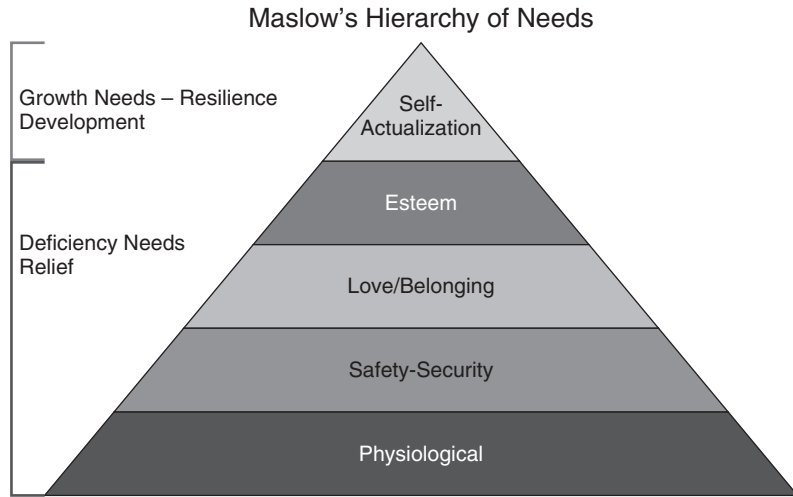 Maslow’s Hierarchy of Needs
Growth Needs – Resilience
Development
Self-
Actualization
Esteem
Deficiency Needs
Relief
Love/Belonging
Safety-Security
Physiological